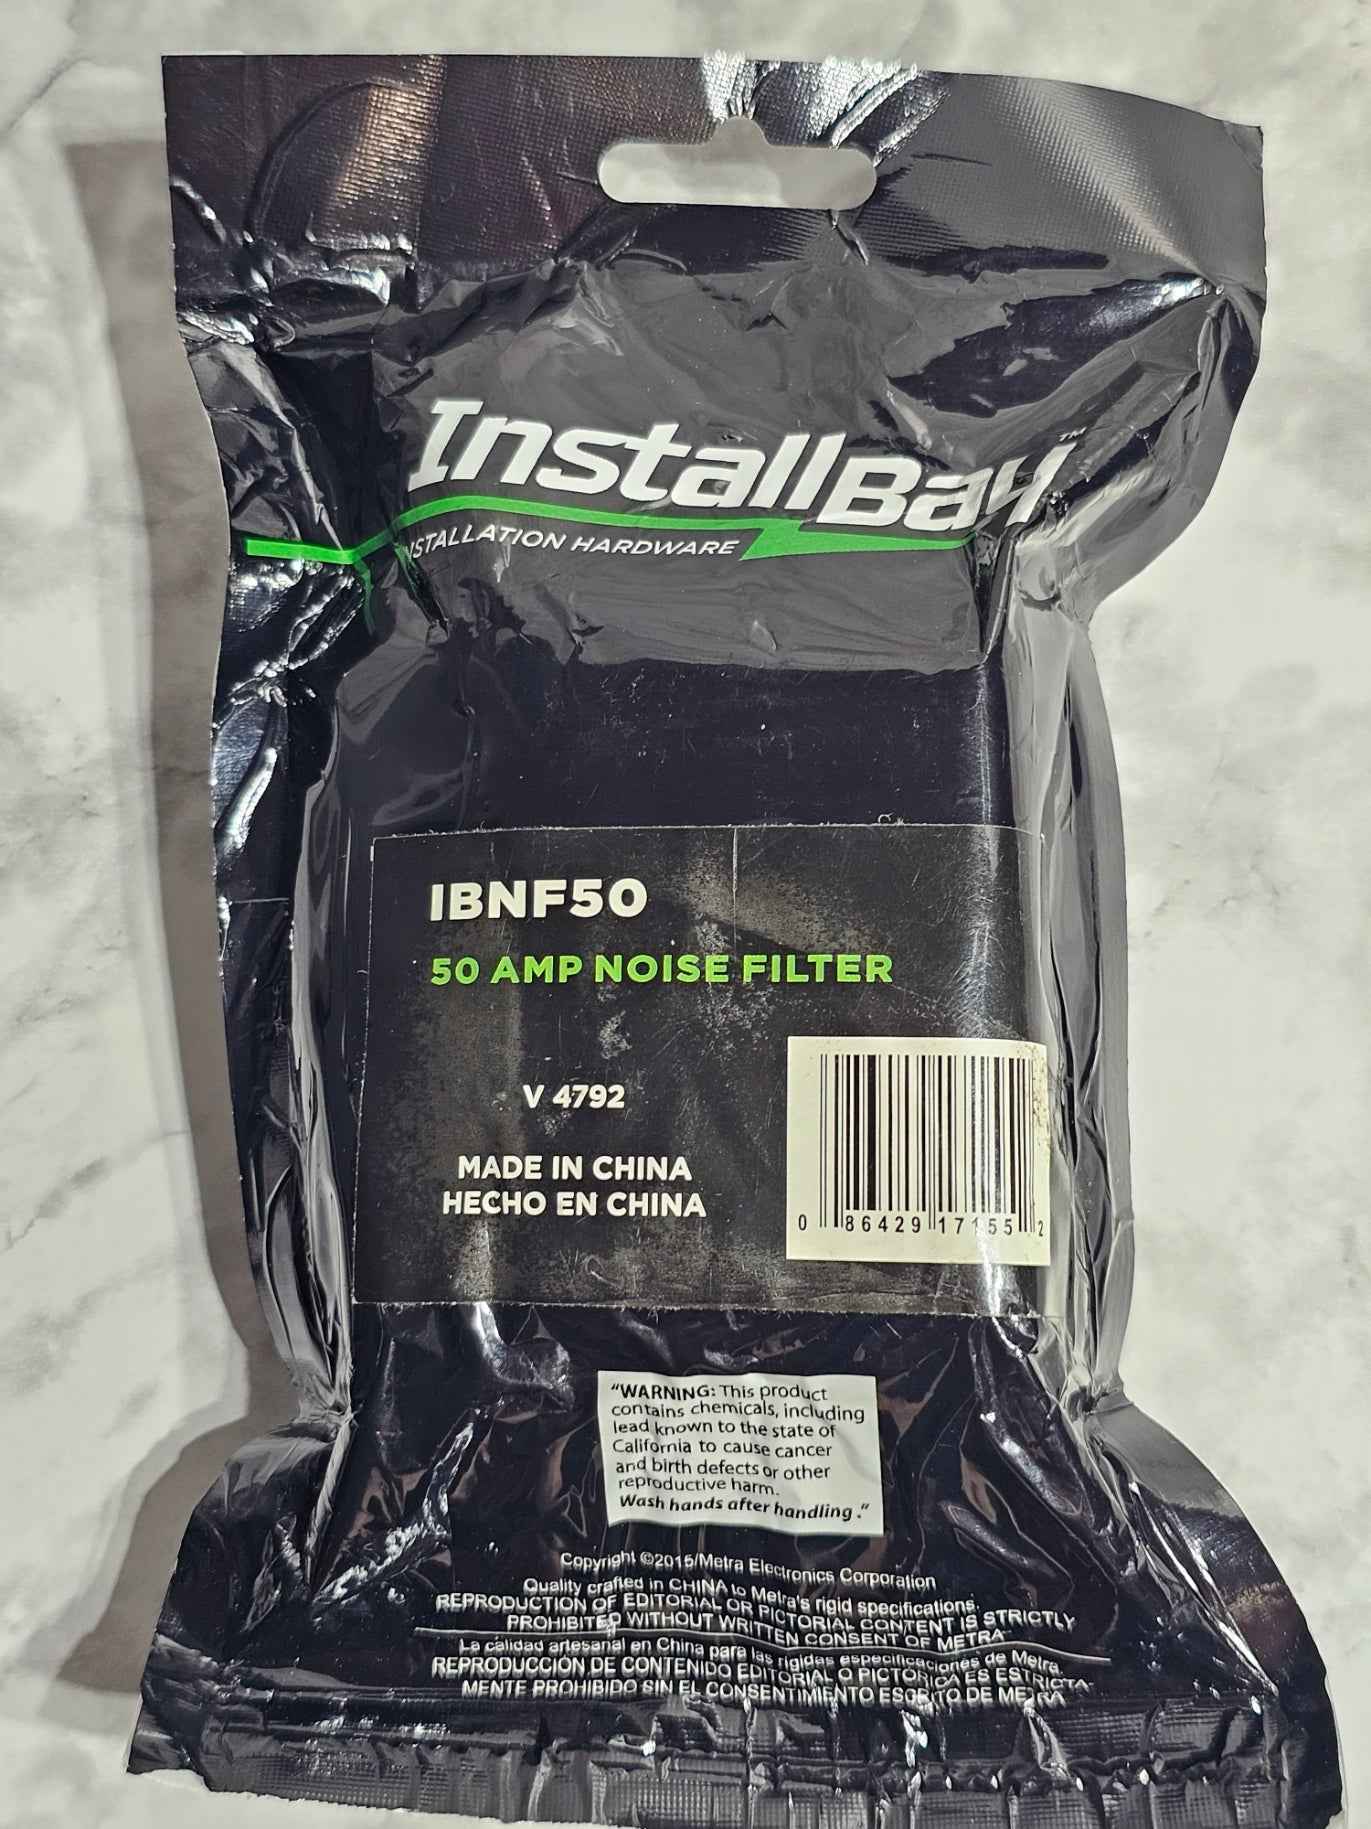 InstallBay™
INSTALLATION HARDWARE
IBNF50
50 AMP NOISE FILTER
V 4792
MADE IN CHINA
HECHO EN CHINA
0 86429 17155 2
"WARNING: This product
contains chemicals, including
lead known to the state of
California to cause cancer
and birth defects or other
reproductive harm.
Wash hands after handling ."
Copyright ©2015/Metra Electronics Corporation
Quality crafted in CHINA to Metra's rigid specifications.
REPRODUCTION OF EDITORIAL OR PICTORIAL CONTENT IS STRICTLY
PROHIBITED WITHOUT WRITTEN CONSENT OF METRA
La calidad artesanal en China para las rigidas especificaciones de Metra.
REPRODUCCIÓN DE CONTENIDO EDITORIAL O PICTÓRICA ES ESTRICTA-
MENTE PROHIBIDO SIN EL CONSENTIMIENTO ESCRITO DE METRA